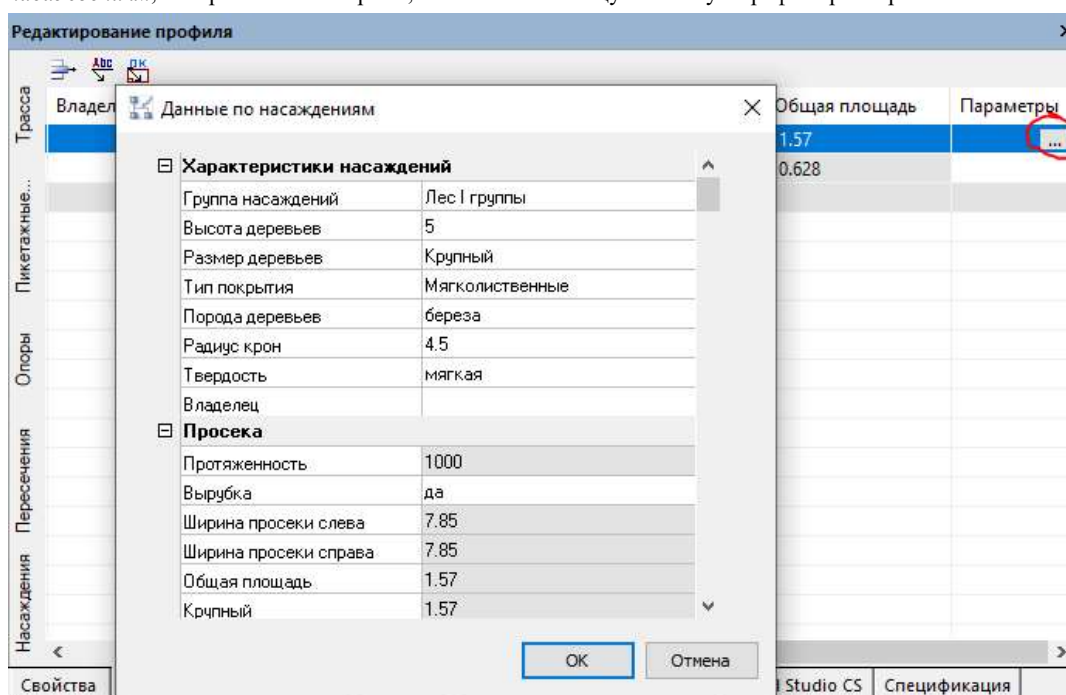 Редактирование профиля
Abc OK
Владел Общая площадь Параметры
Данные по насаждениям
1.57 ...
0.628
Характеристики насаждений
Группа насаждений Лес I группы
Высота деревьев 5
Размер деревьев Крупный
Тип покрытия Мягколиственные
Порода деревьев береза
Радиус крон 4.5
Твердость мягкая
Владелец
Просека
Протяженность 1000
Вырубка да
Ширина просеки слева 7.85
Ширина просеки справа 7.85
Общая площадь 1.57
Крупный 1.57
OK Отмена
Трасса
Пикетажные...
Опоры
Пересечения
Насаждения
Свойства l Studio CS Спецификация